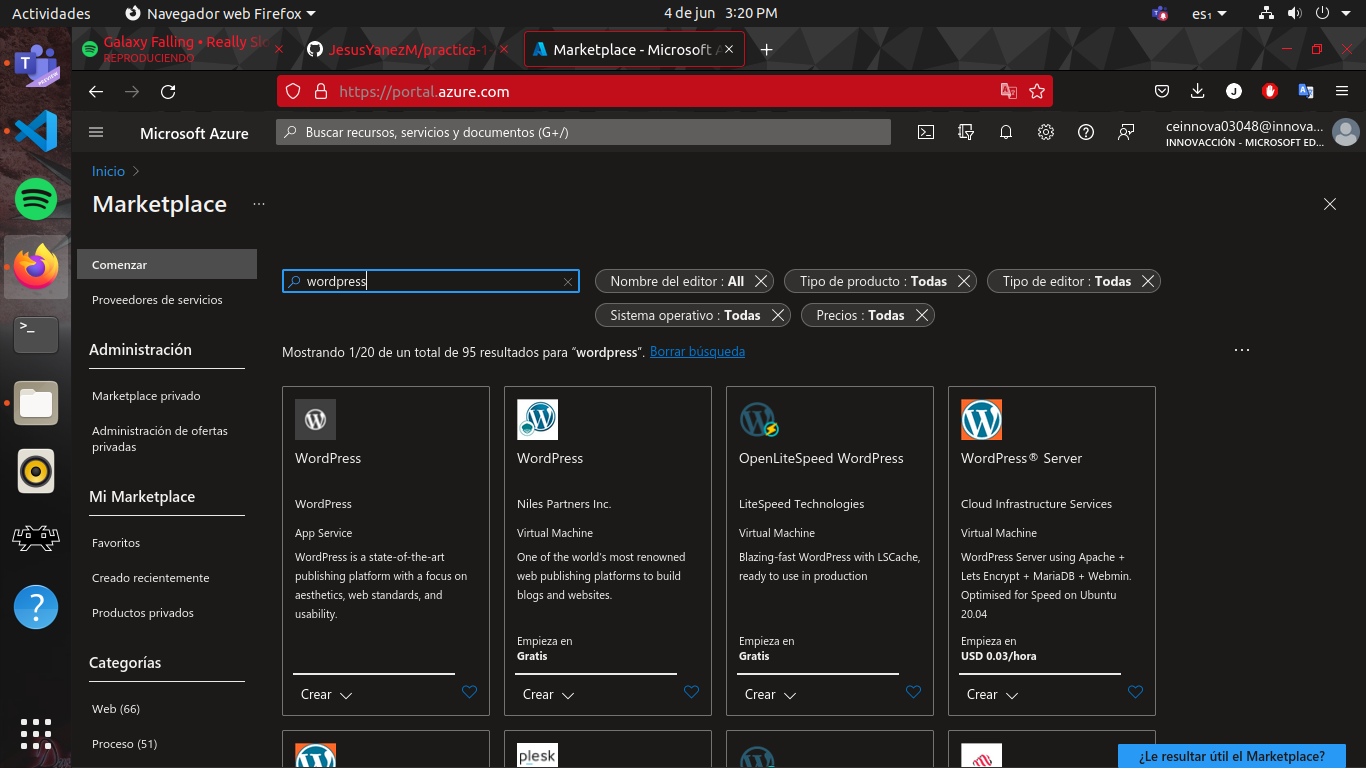 Actividades
Navegador web Firefox
4 de jun 3:20 PM
es₁
Galaxy Falling • Really Slo
REPRODUCIENDO
JesusYanezM/practica-1
Marketplace - Microsoft A
https://portal.azure.com
PREVIEW
Microsoft Azure
Buscar recursos, servicios y documentos (G+/)
ceinnova03048@innova...
INNOVACCIÓN - MICROSOFT ED...
Inicio
Marketplace
Comenzar
Proveedores de servicios
Administración
Marketplace privado
Administración de ofertas
privadas
Mi Marketplace
Favoritos
Creado recientemente
Productos privados
Categorías
Web (66)
Proceso (51)
wordpress
Nombre del editor : All
Tipo de producto : Todas
Tipo de editor : Todas
Sistema operativo : Todas
Precios : Todas
Mostrando 1/20 de un total de 95 resultados para “wordpress”. Borrar búsqueda
WordPress
WordPress
App Service
WordPress is a state-of-the-art
publishing platform with a focus on
aesthetics, web standards, and
usability.
Crear
WordPress
Niles Partners Inc.
Virtual Machine
One of the world's most renowned
web publishing platforms to build
blogs and websites.
Empieza en
Gratis
Crear
OpenLiteSpeed WordPress
LiteSpeed Technologies
Virtual Machine
Blazing-fast WordPress with LSCache,
ready to use in production
Empieza en
Gratis
Crear
WordPress® Server
Cloud Infrastructure Services
Virtual Machine
WordPress Server using Apache +
Lets Encrypt + MariaDB + Webmin.
Optimised for Speed on Ubuntu
20.04
Empieza en
USD 0.03/hora
Crear
plesk
¿Le resultar útil el Marketplace?